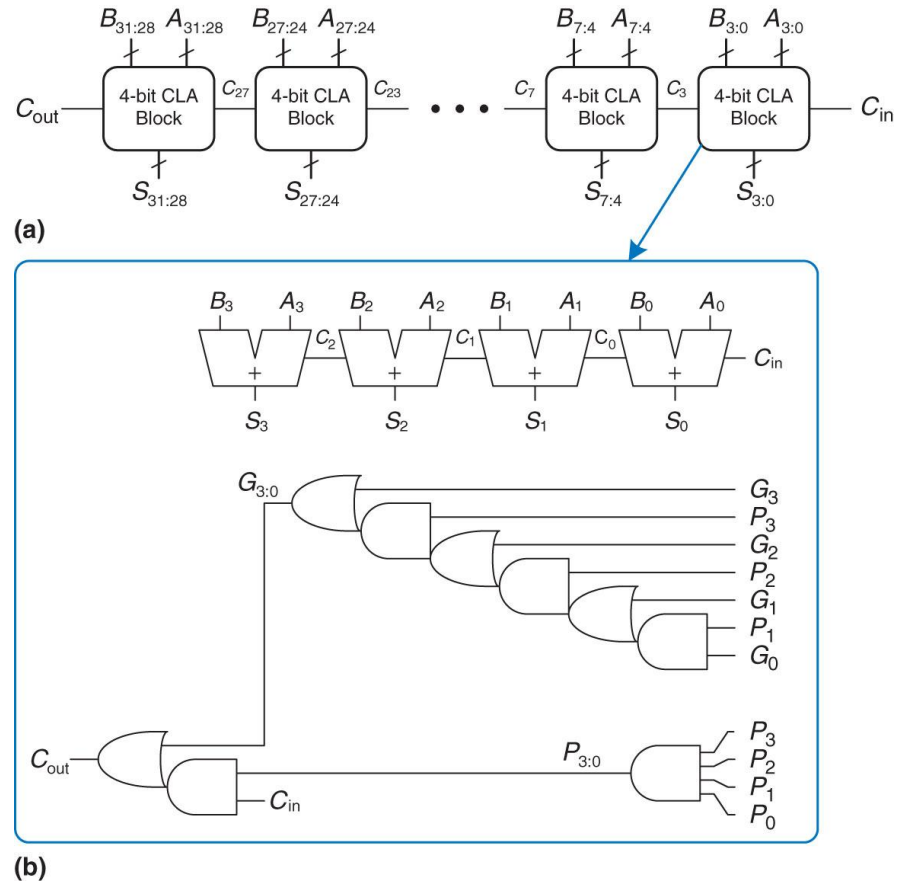 B31:28 A31:28 B27:24 A27:24 B7:4 A7:4 B3:0 A3:0
Cout 4-bit CLA Block C27 4-bit CLA Block C23 • • • C7 4-bit CLA Block C3 4-bit CLA Block Cin
S31:28 S27:24 S7:4 S3:0
(a)
B3 A3 B2 A2 B1 A1 B0 A0
+ C2 + C1 + C0 + Cin
S3 S2 S1 S0
G3:0 G3
P3
G2
P2
G1
P1
G0
P3:0 P3
Cout P2
Cin P1
P0
(b)